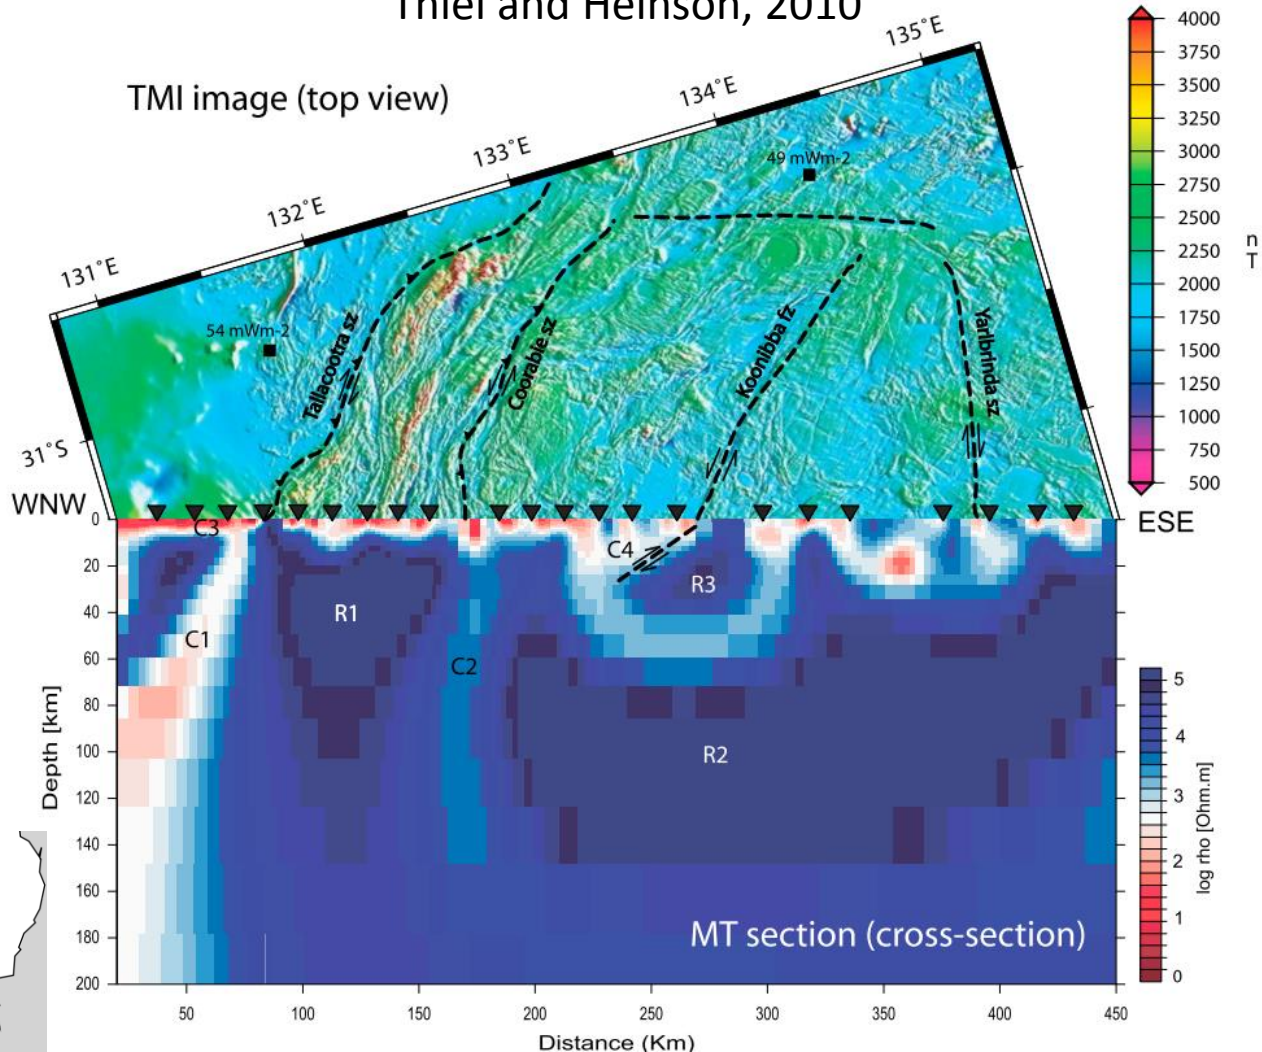 Thiel and Heinson, 2010
TMI image (top view)
131°E
132°E
133°E
134°E
135°E
49 mWm-2
54 mWm-2
Tallacootra sz
Coorabie sz
Koonibba fz
Yarlbrinda sz
31°S
WNW
ESE
4000
3750
3500
3250
3000
2750
2500
2250
2000
1750
1500
1250
1000
750
500
n
T
C3
C4
R3
R1
C1
C2
R2
MT section (cross-section)
0
20
40
60
80
100
120
140
160
180
200
Depth [km]
50
100
150
200
250
300
350
400
450
Distance (Km)
5
4
3
2
1
0
log rho [Ohm.m]